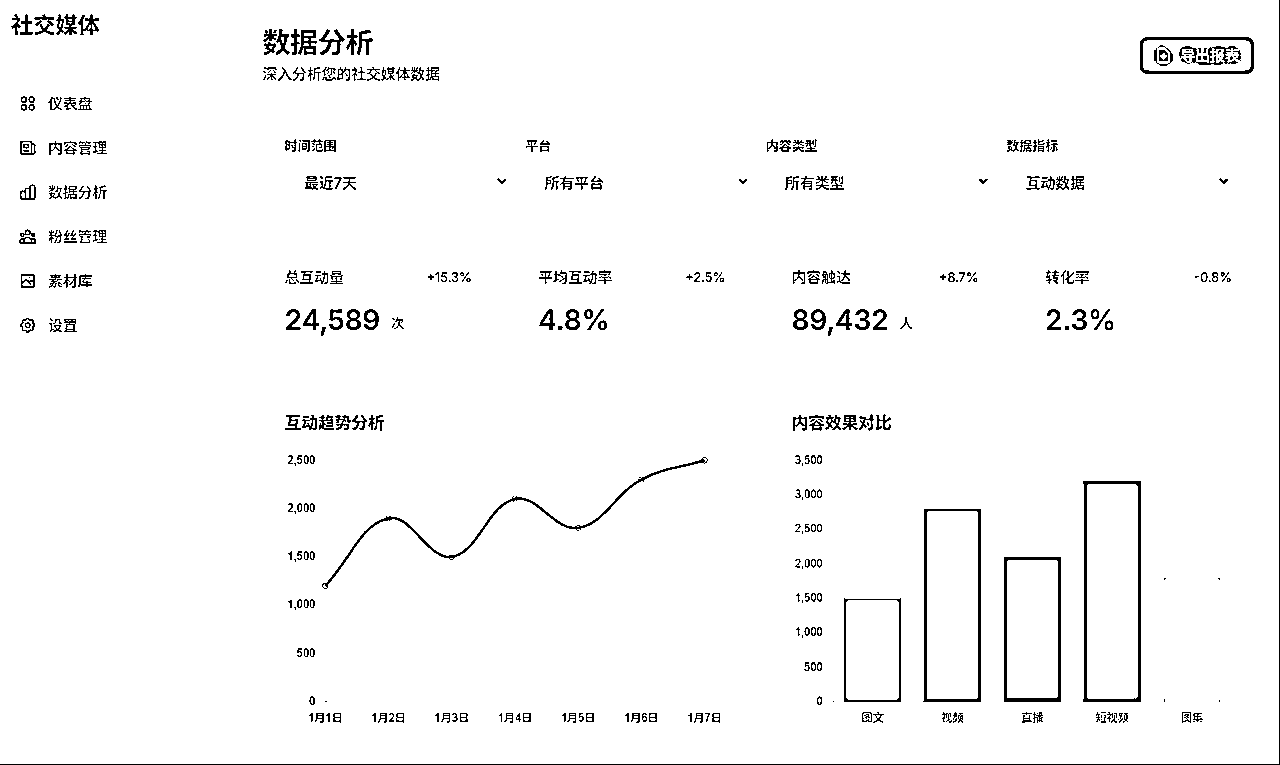 社交媒体
仪表盘
内容管理
数据分析
粉丝管理
素材库
设置
数据分析
深入分析您的社交媒体数据
导出报表
时间范围
最近7天
平台
所有平台
内容类型
所有类型
数据指标
互动数据
总互动量 +15.3%
24,589 次
平均互动率 +2.5%
4.8%
内容触达 +8.7%
89,432 人
转化率 -0.8%
2.3%
互动趋势分析
2,500
2,000
1,500
1,000
500
0
1月1日 1月2日 1月3日 1月4日 1月5日 1月6日 1月7日
内容效果对比
3,500
3,000
2,500
2,000
1,500
1,000
500
0
图文 视频 直播 短视频 图集